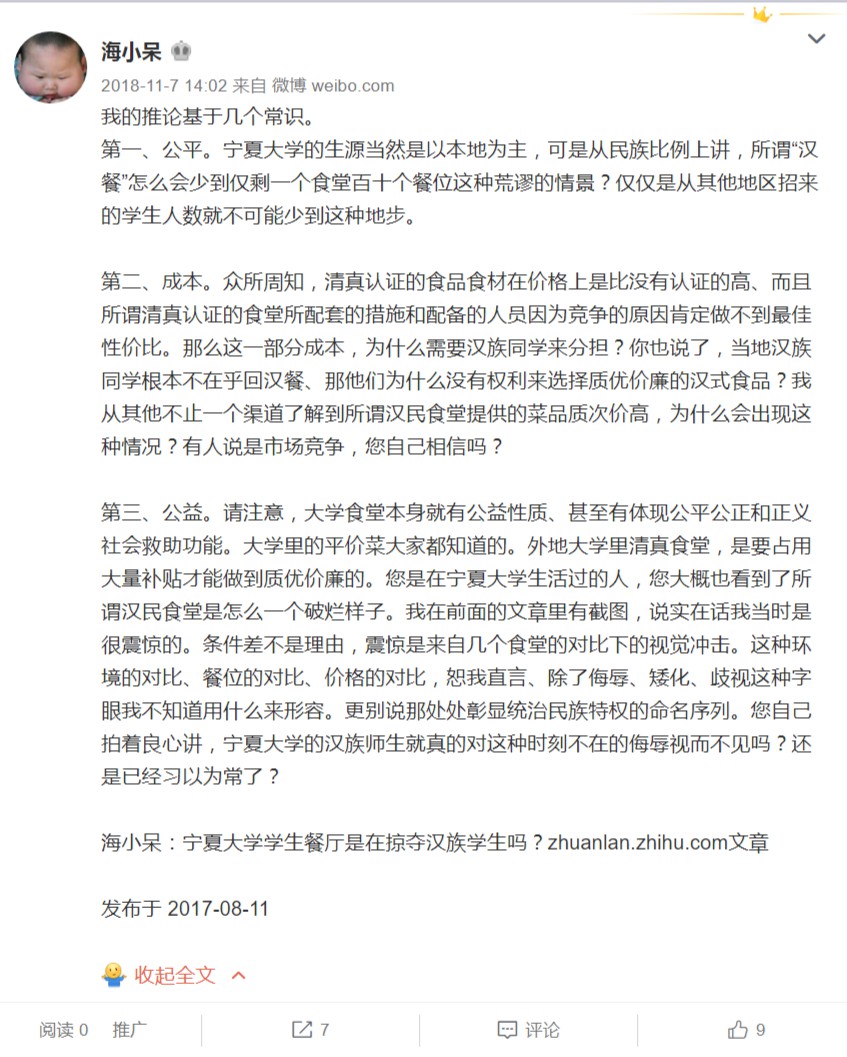 海小呆
2018-11-7 14:02 来自 微博 weibo.com
我的推论基于几个常识。
第一、公平。宁夏大学的生源当然是以本地为主，可是从民族比例上讲，所谓“汉
餐”怎么会少到仅剩一个食堂百十个餐位这种荒谬的情景？仅仅是从其他地区招来
的学生人数就不可能少到这种地步。
第二、成本。众所周知，清真认证的食品食材在价格上是比没有认证的高、而且
所谓清真认证的食堂所配套的措施和配备的人员因为竞争的原因肯定做不到最佳
性价比。那么这一部分成本，为什么需要汉族同学来分担？你也说了，当地汉族
同学根本不在乎回汉餐、那他们为什么没有权利来选择质优价廉的汉式食品？我
从其他不止一个渠道了解到所谓汉民食堂提供的菜品质次价高，为什么会出现这
种情况？有人说是市场竞争，您自己相信吗？
第三、公益。请注意，大学食堂本身就有公益性质、甚至有体现公平公正和正义
社会救助功能。大学里的平价菜大家都知道的。外地大学里清真食堂，是要占用
大量补贴才能做到质优价廉的。您是在宁夏大学生活过的人，您大概也看到了所
谓汉民食堂是怎么一个破烂样子。我在前面的文章里有截图，说实在话我当时是
很震惊的。条件差不是理由，震惊是来自几个食堂的对比下的视觉冲击。这种环
境的对比、餐位的对比、价格的对比，恕我直言、除了侮辱、矮化、歧视这种字
眼我不知道用什么来形容。更别说那处处彰显统治民族特权的命名序列。您自己
拍着良心讲，宁夏大学的汉族师生就真的对这种时刻不在的侮辱视而不见吗？还
是已经习以为常了？
海小呆：宁夏大学学生餐厅是在掠夺汉族学生吗？zhuanlan.zhihu.com文章
发布于 2017-08-11
收起全文
阅读 0 推广 7 评论 9